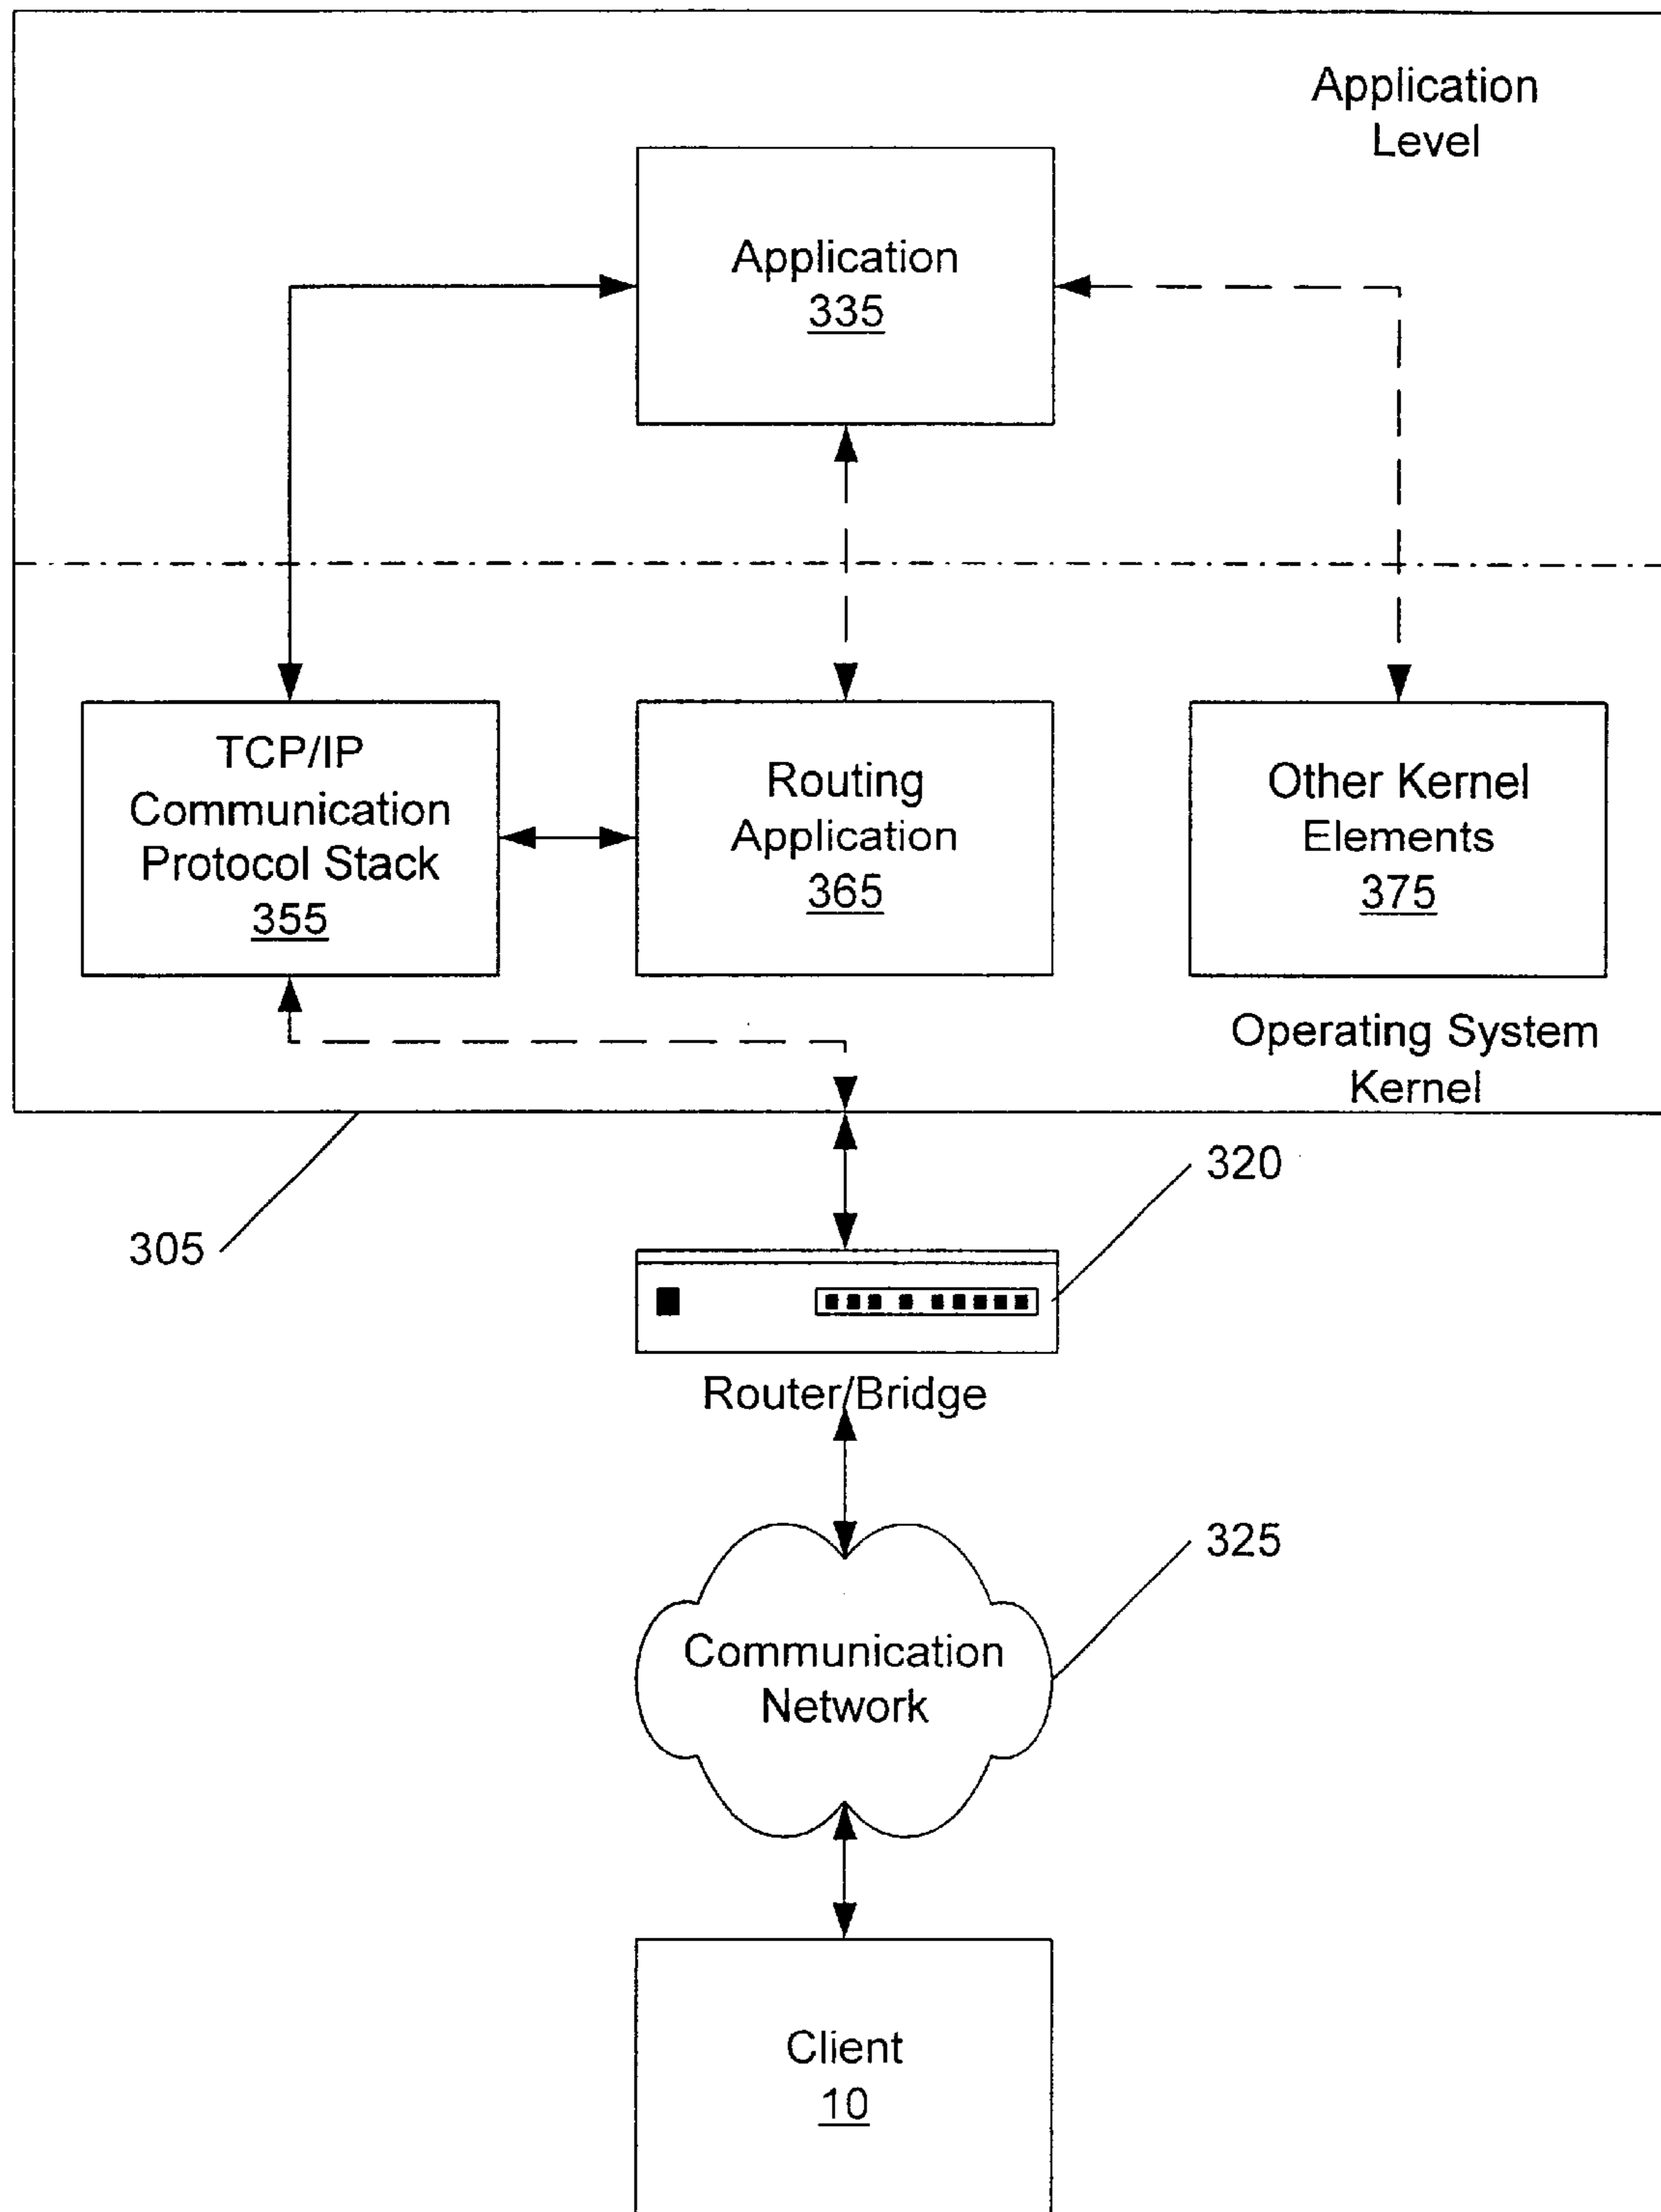 Application
Level
Application
335
TCP/IP
Communication
Protocol Stack
355
Routing
Application
365
Other Kernel
Elements
375
Operating System
Kernel
305
320
Router/Bridge
325
Communication
Network
Client
10